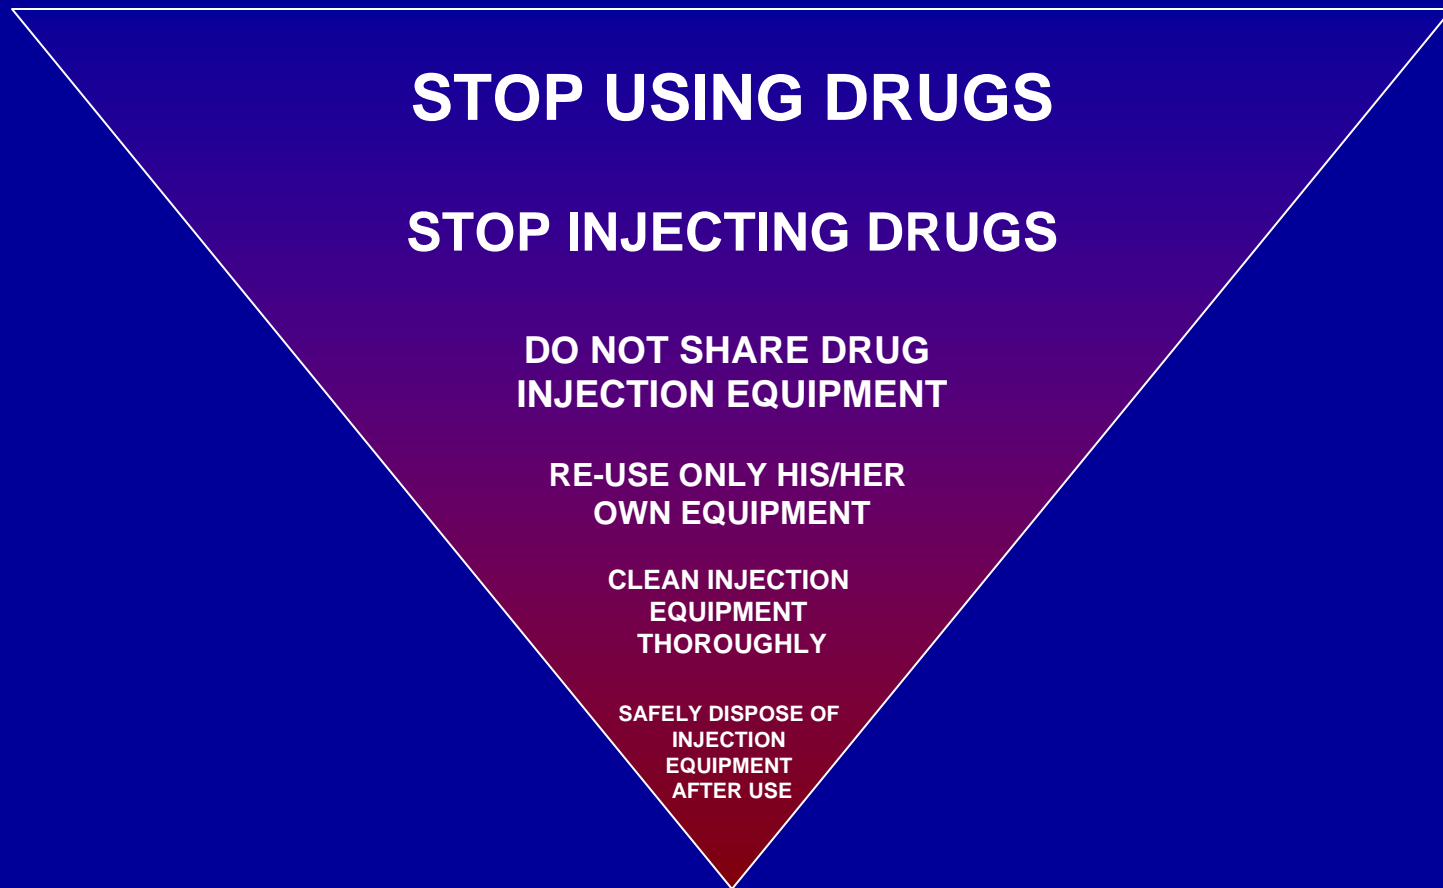 STOP USING DRUGS
STOP INJECTING DRUGS
DO NOT SHARE DRUG
INJECTION EQUIPMENT
RE-USE ONLY HIS/HER
OWN EQUIPMENT
CLEAN INJECTION
EQUIPMENT
THOROUGHLY
SAFELY DISPOSE OF
INJECTION
EQUIPMENT
AFTER USE